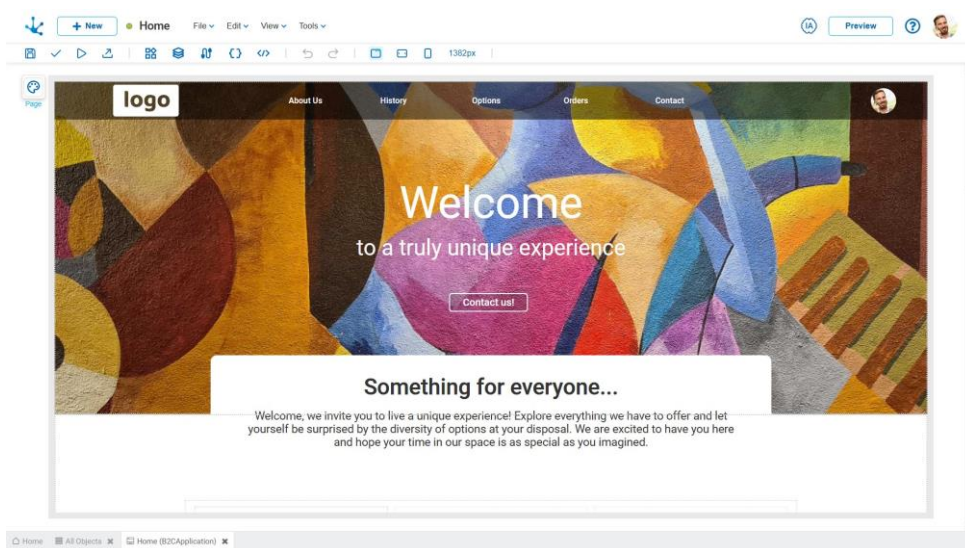 + New
Home
File
Edit
View
Tools
IA
Preview
?
1382px
Page
logo
About Us
History
Options
Orders
Contact
Welcome
to a truly unique experience
Contact us!
Something for everyone...
Welcome, we invite you to live a unique experience! Explore everything we have to offer and let
yourself be surprised by the diversity of options at your disposal. We are excited to have you here
and hope your time in our space is as special as you imagined.
Home
All Objects
Home (B2CApplication)